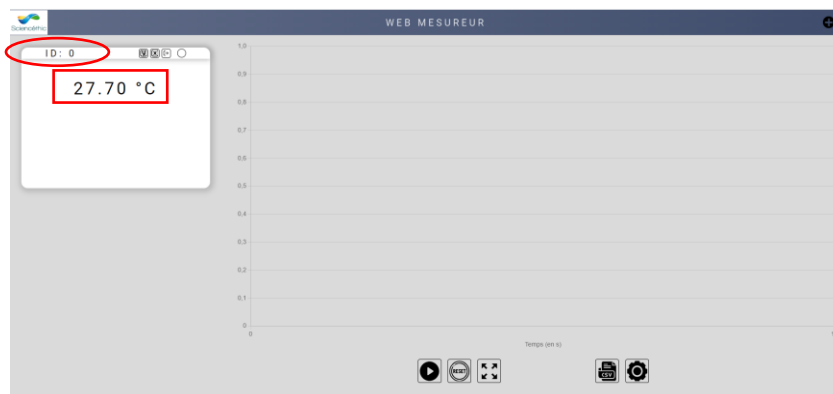 Sciencéthic
WEB MESUREUR
ID: 0
27.70 °C
1,0
0,9
0,8
0,7
0,6
0,5
0,4
0,3
0,2
0,1
0
0
Temps (en s)
RESET
CSV